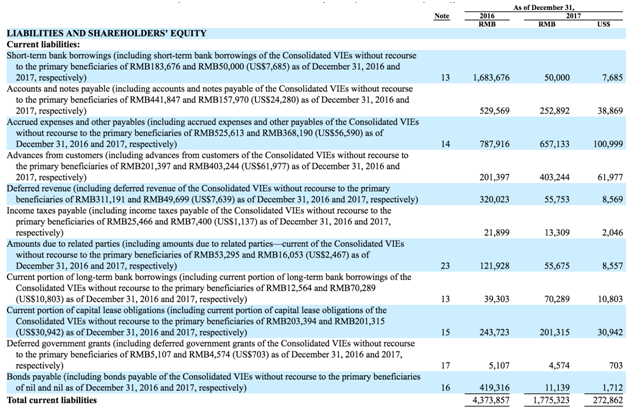 As of December 31,
Note 2016 2017
RMB RMB US$
LIABILITIES AND SHAREHOLDERS' EQUITY
Current liabilities:
Short-term bank borrowings (including short-term bank borrowings of the Consolidated VIEs without recourse
to the primary beneficiaries of RMB183,676 and RMB50,000 (US$7,685) as of December 31, 2016 and
2017, respectively) 13 1,683,676 50,000 7,685
Accounts and notes payable (including accounts and notes payable of the Consolidated VIEs without recourse
to the primary beneficiaries of RMB441,847 and RMB157,970 (US$24,280) as of December 31, 2016 and
2017, respectively) 529,569 252,892 38,869
Accrued expenses and other payables (including accrued expenses and other payables of the Consolidated VIEs
without recourse to the primary beneficiaries of RMB525,613 and RMB368,190 (US$56,590) as of
December 31, 2016 and 2017, respectively) 14 787,916 657,133 100,999
Advances from customers (including advances from customers of the Consolidated VIEs without recourse to
the primary beneficiaries of RMB201,397 and RMB403,244 (US$61,977) as of December 31, 2016 and
2017, respectively) 201,397 403,244 61,977
Deferred revenue (including deferred revenue of the Consolidated VIEs without recourse to the primary
beneficiaries of RMB311,191 and RMB49,699 (US$7,639) as of December 31, 2016 and 2017, respectively) 320,023 55,753 8,569
Income taxes payable (including income taxes payable of the Consolidated VIEs without recourse to the
primary beneficiaries of RMB25,466 and RMB7,400 (US$1,137) as of December 31, 2016 and 2017,
respectively) 21,899 13,309 2,046
Amounts due to related parties (including amounts due to related parties—current of the Consolidated VIEs
without recourse to the primary beneficiaries of RMB53,295 and RMB16,053 (US$2,467) as of
December 31, 2016 and 2017, respectively) 23 121,928 55,675 8,557
Current portion of long-term bank borrowings (including current portion of long-term bank borrowings of the
Consolidated VIEs without recourse to the primary beneficiaries of RMB12,564 and RMB70,289
(US$10,803) as of December 31, 2016 and 2017, respectively) 13 39,303 70,289 10,803
Current portion of capital lease obligations (including current portion of capital lease obligations of the
Consolidated VIEs without recourse to the primary beneficiaries of RMB203,394 and RMB201,315
(US$30,942) as of December 31, 2016 and 2017, respectively) 15 243,723 201,315 30,942
Deferred government grants (including deferred government grants of the Consolidated VIEs without recourse
to the primary beneficiaries of RMB5,107 and RMB4,574 (US$703) as of December 31, 2016 and 2017,
respectively) 17 5,107 4,574 703
Bonds payable (including bonds payable of the Consolidated VIEs without recourse to the primary beneficiaries
of nil and nil as of December 31, 2016 and 2017, respectively) 16 419,316 11,139 1,712
Total current liabilities 4,373,857 1,775,323 272,862